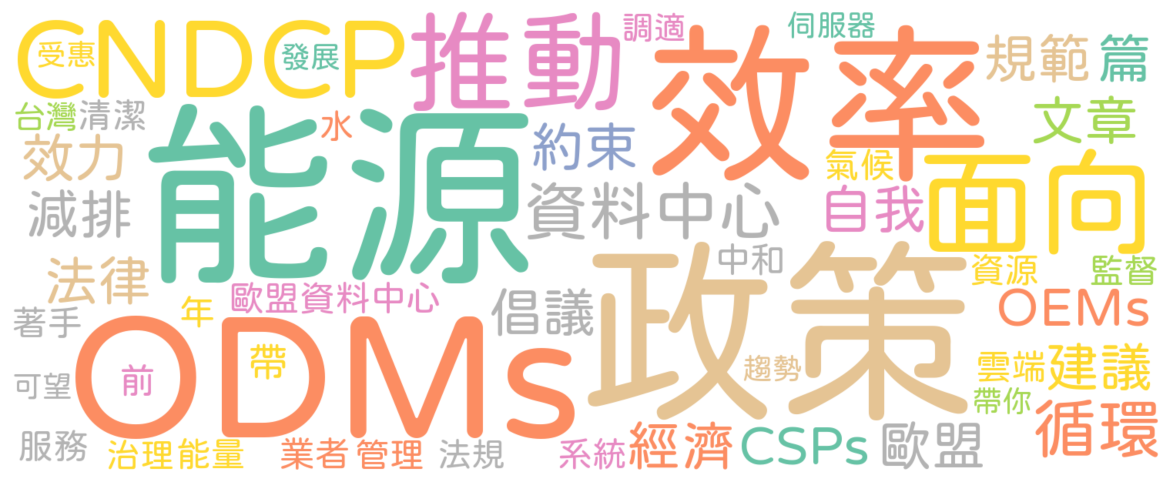 CNDCP
受惠
發展
推動
調適
伺服器
效率
規範
篇
台灣
清潔
水
能源
約束
文章
效力
氣候
面向
減排
資料中心
自我
中和
法律
政策
資源
監督
年
歐盟資料中心
倡議
OEMs
著手
ODMs
帶
趨勢
雲端
建議
可望
前
帶你
循環
服務
治理
能量
業者
管理
法規
系統
經濟
CSPs
歐盟